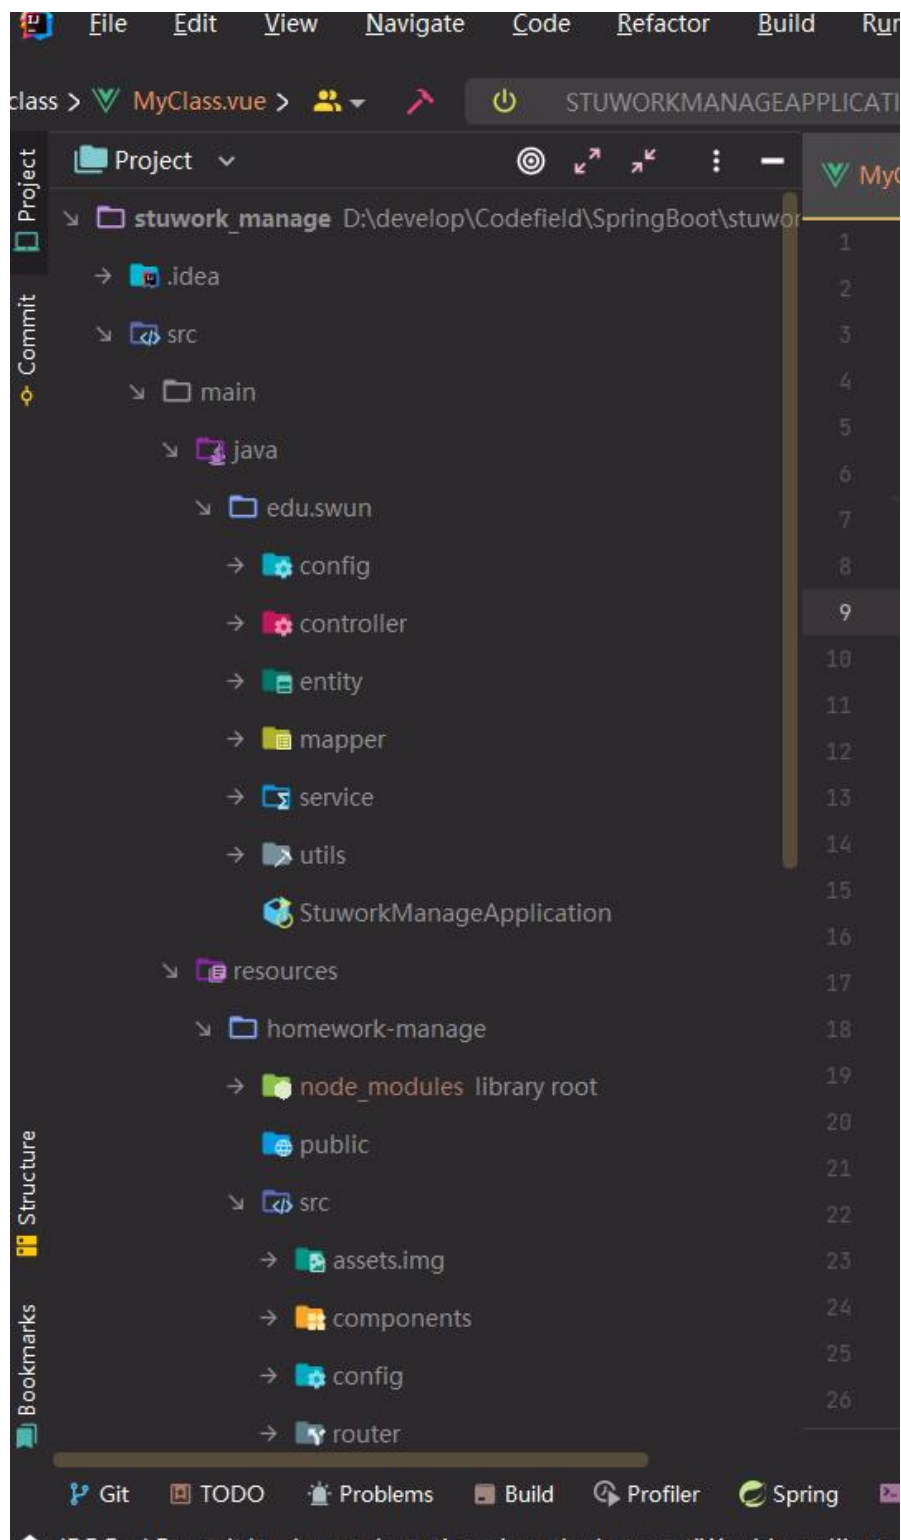 File Edit View Navigate Code Refactor Build Run
class > MyClass.vue > STUWORKMANAGEAPPLICATI
Project
MyC
stuwork_manage D:\develop\Codefield\SpringBoot\stuwor
.idea
src
main
java
edu.swun
config
controller
entity
mapper
service
utils
StuworkManageApplication
resources
homework-manage
node_modules library root
public
src
assets.img
components
config
router
1
2
3
4
5
6
7
8
9
10
11
12
13
14
15
16
17
18
19
20
21
22
23
24
25
26
Project
Commit
Structure
Bookmarks
Git TODO Problems Build Profiler Spring